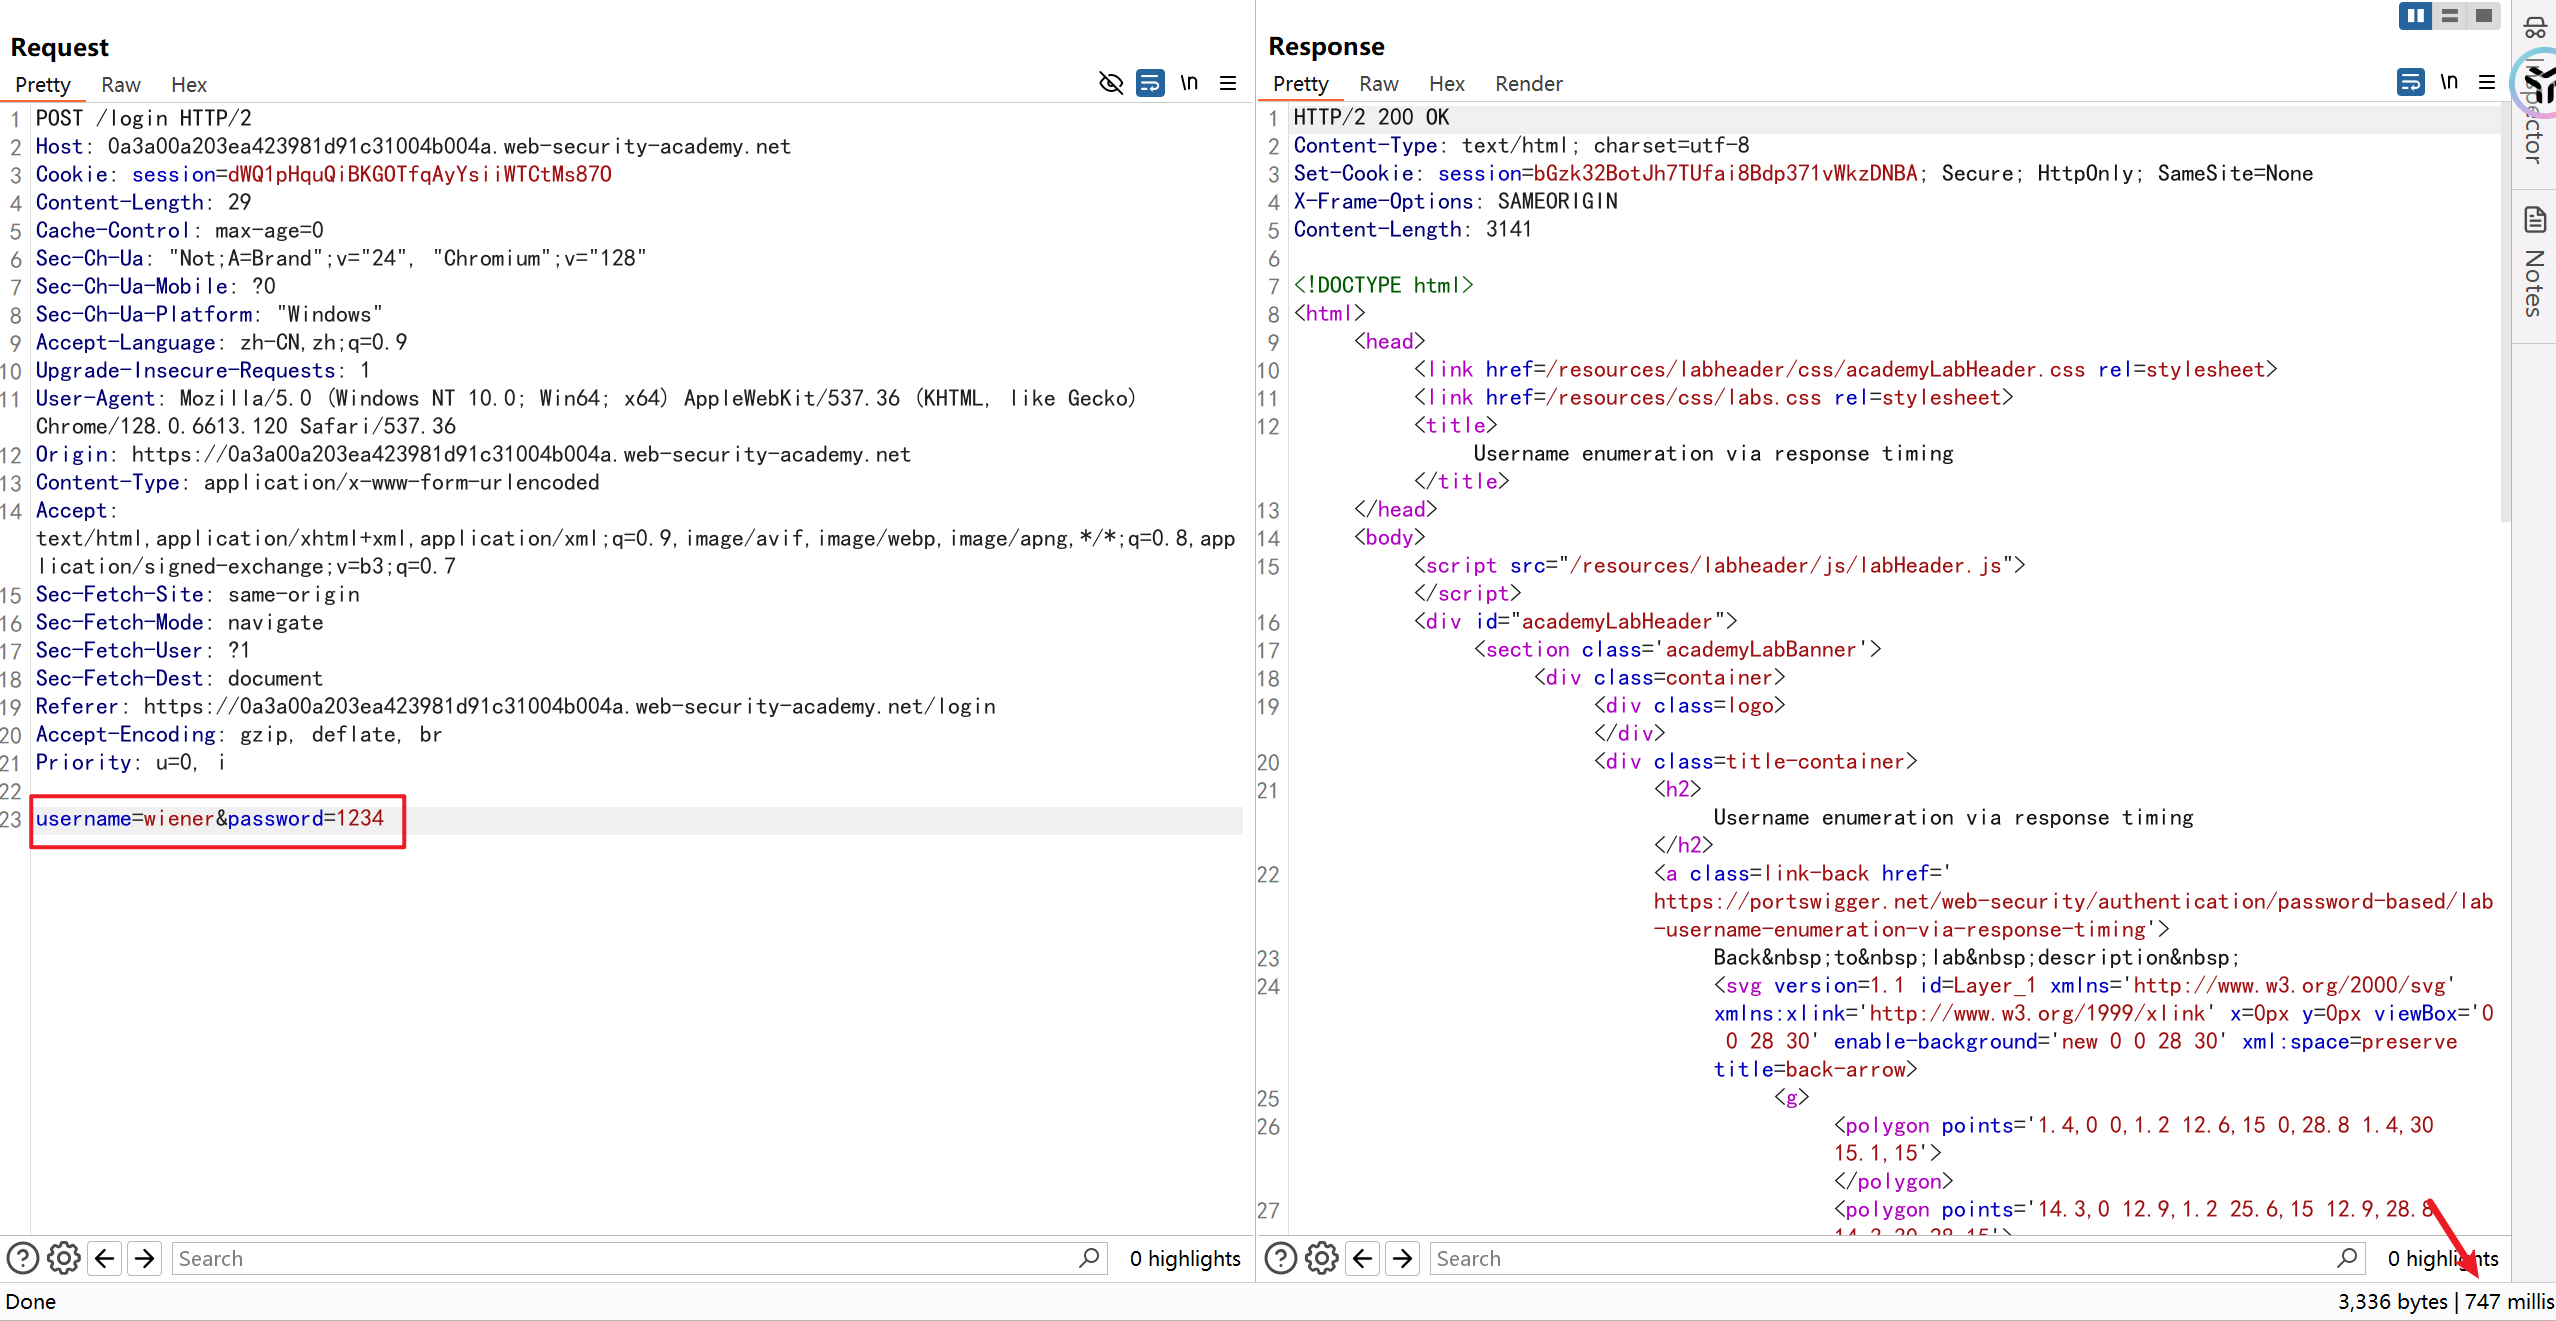 Request
Pretty Raw Hex
\n
1 POST /login HTTP/2
2 Host: 0a3a00a203ea423981d91c31004b004a.web-security-academy.net
3 Cookie: session=dWQ1pHquQiBKGOTfqAyYsiiWTCtMs870
4 Content-Length: 29
5 Cache-Control: max-age=0
6 Sec-Ch-Ua: "Not;A=Brand";v="24", "Chromium";v="128"
7 Sec-Ch-Ua-Mobile: ?0
8 Sec-Ch-Ua-Platform: "Windows"
9 Accept-Language: zh-CN,zh;q=0.9
10 Upgrade-Insecure-Requests: 1
11 User-Agent: Mozilla/5.0 (Windows NT 10.0; Win64; x64) AppleWebKit/537.36 (KHTML, like Gecko)
Chrome/128.0.6613.120 Safari/537.36
12 Origin: https://0a3a00a203ea423981d91c31004b004a.web-security-academy.net
13 Content-Type: application/x-www-form-urlencoded
14 Accept:
text/html,application/xhtml+xml,application/xml;q=0.9,image/avif,image/webp,image/apng,*/*;q=0.8,app
lication/signed-exchange;v=b3;q=0.7
15 Sec-Fetch-Site: same-origin
16 Sec-Fetch-Mode: navigate
17 Sec-Fetch-User: ?1
18 Sec-Fetch-Dest: document
19 Referer: https://0a3a00a203ea423981d91c31004b004a.web-security-academy.net/login
20 Accept-Encoding: gzip, deflate, br
21 Priority: u=0, i
22
23 username=wiener&password=1234
Search
0 highlights
Done
Response
Pretty Raw Hex Render
\n
1 HTTP/2 200 OK
2 Content-Type: text/html; charset=utf-8
3 Set-Cookie: session=bGzk32BotJh7TUfai8Bdp371vWkzDNBA; Secure; HttpOnly; SameSite=None
4 X-Frame-Options: SAMEORIGIN
5 Content-Length: 3141
6
7 <!DOCTYPE html>
8 <html>
9 <head>
10 <link href=/resources/labheader/css/academyLabHeader.css rel=stylesheet>
11 <link href=/resources/css/labs.css rel=stylesheet>
12 <title>
Username enumeration via response timing
</title>
13 </head>
14 <body>
15 <script src="/resources/labheader/js/labHeader.js">
</script>
16 <div id="academyLabHeader">
17 <section class='academyLabBanner'>
18 <div class=container>
19 <div class=logo>
</div>
20 <div class=title-container>
21 <h2>
Username enumeration via response timing
</h2>
22 <a class=link-back href='
https://portswigger.net/web-security/authentication/password-based/lab
-username-enumeration-via-response-timing'>
23 Back&nbsp;to&nbsp;lab&nbsp;description&nbsp;
24 <svg version=1.1 id=Layer_1 xmlns='http://www.w3.org/2000/svg'
xmlns:xlink='http://www.w3.org/1999/xlink' x=0px y=0px viewBox='0
0 28 30' enable-background='new 0 0 28 30' xml:space=preserve
title=back-arrow>
25 <g>
26 <polygon points='1.4,0 0,1.2 12.6,15 0,28.8 1.4,30
15.1,15'>
</polygon>
27 <polygon points='14.3,0 12.9,1.2 25.6,15 12.9,28.8
14.3,30 28,15'>
Search
0 highlights
3,336 bytes | 747 millis
Notes